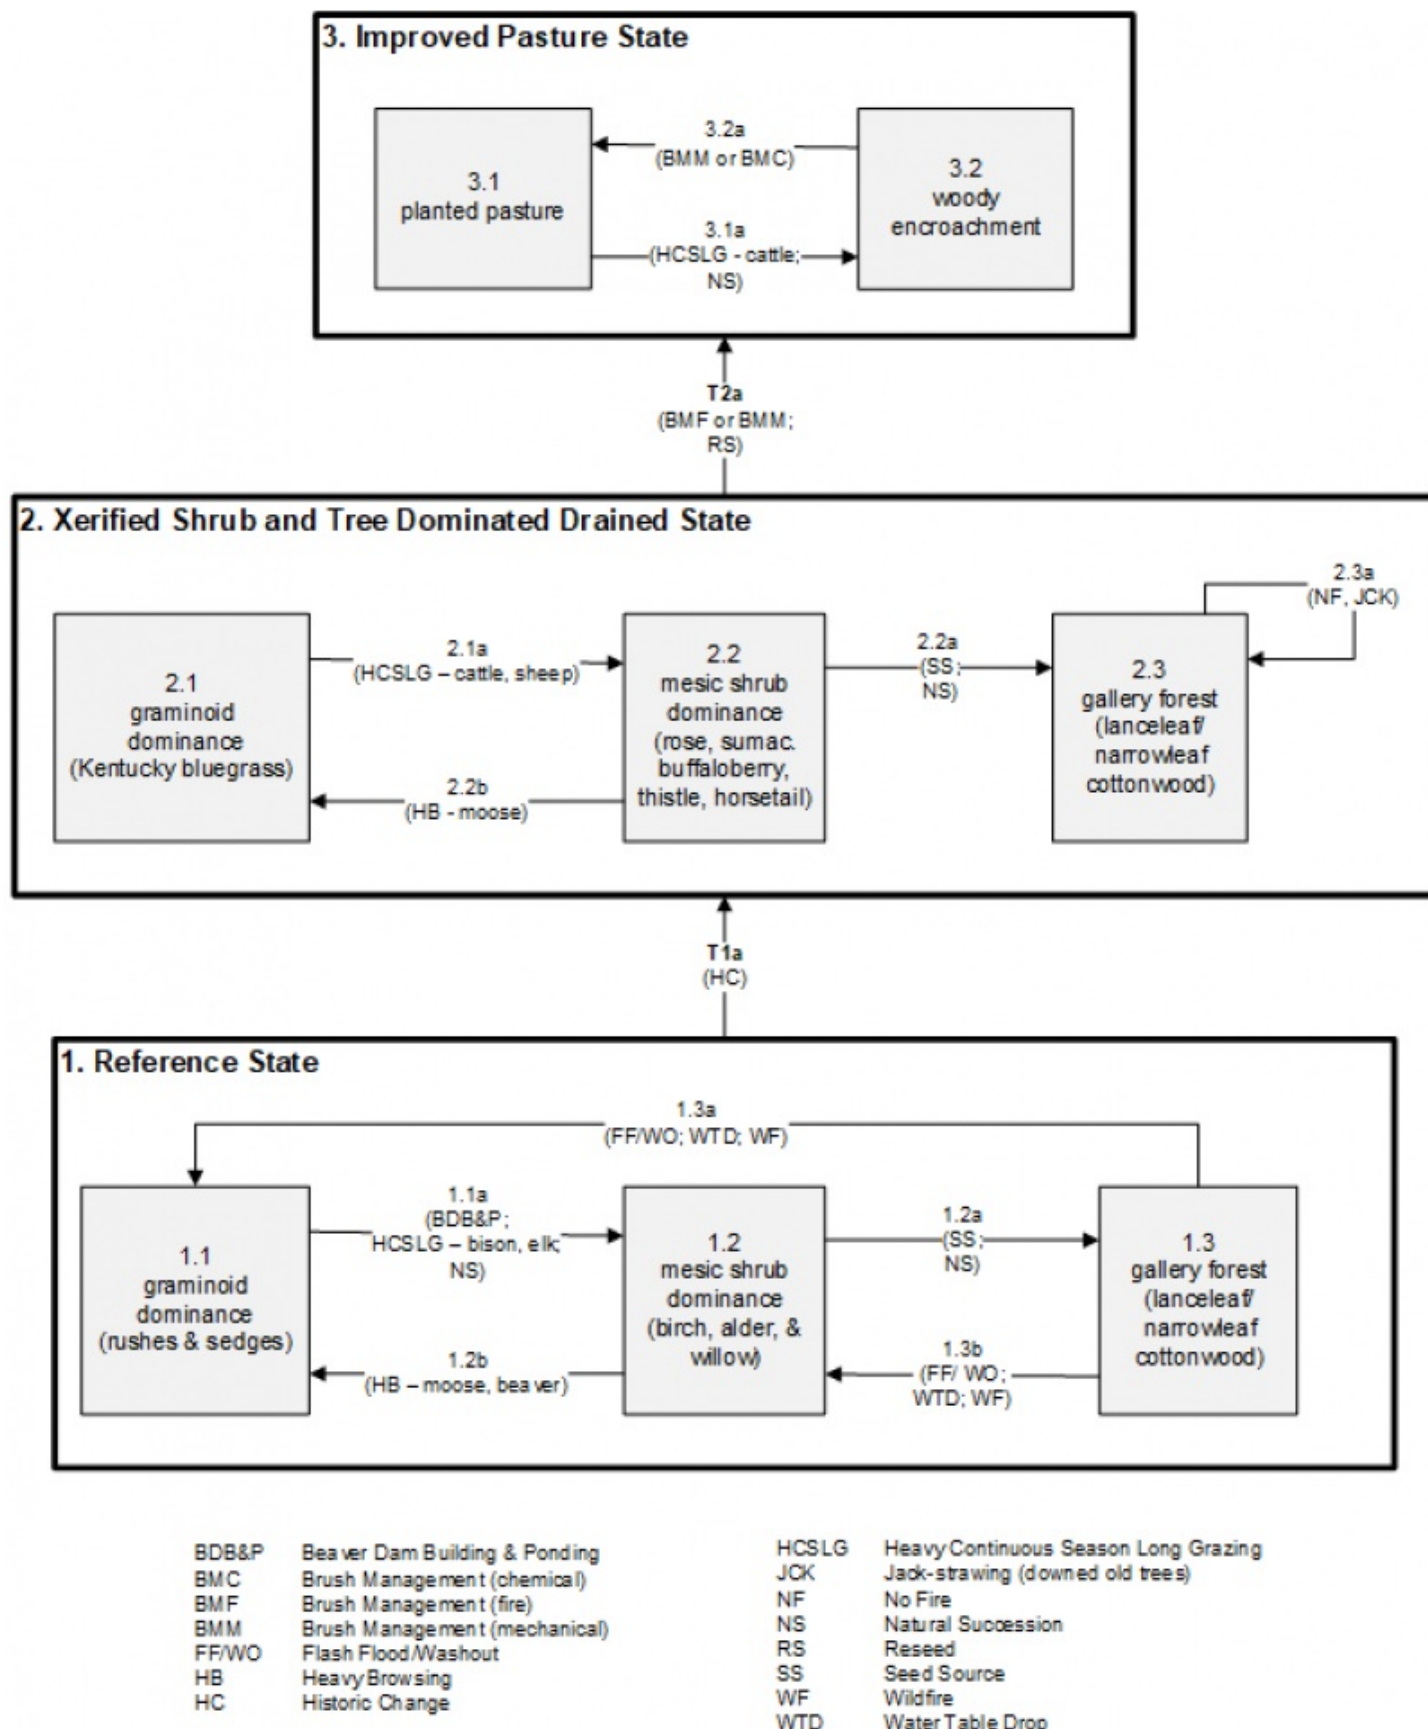 3. Improved Pasture State
3.2a
(BMM or BMC)
3.1
planted pasture
3.2
woody
encroachment
3.1a
(HCSLG - cattle;
NS)
T2a
(BMF or BMM;
RS)
2. Xerified Shrub and Tree Dominated Drained State
2.3a
(NF, JCK)
2.1
graminoid
dominance
(Kentucky bluegrass)
2.1a
(HCSLG – cattle, sheep)
2.2b
(HB - moose)
2.2
mesic shrub
dominance
(rose, sumac.
buffaloberry,
thistle, horsetail)
2.2a
(SS;
NS)
2.3
gallery forest
(lanceleaf/
narrowleaf
cottonwood)
T1a
(HC)
1. Reference State
1.3a
(FF/WO; WTD; WF)
1.1
graminoid
dominance
(rushes & sedges)
1.1a
(BDB&P;
HCSLG – bison, elk;
NS)
1.2b
(HB – moose, beaver)
1.2
mesic shrub
dominance
(birch, alder, &
willow)
1.2a
(SS;
NS)
1.3b
(FF/ WO;
WTD; WF)
1.3
gallery forest
(lanceleaf/
narrowleaf
cottonwood)
BDB&P Beaver Dam Building & Ponding
BMC Brush Management (chemical)
BMF Brush Management (fire)
BMM Brush Management (mechanical)
FF/WO Flash Flood/Washout
HB Heavy Browsing
HC Historic Change
HCSLG Heavy Continuous Season Long Grazing
JCK Jack-strawing (downed old trees)
NF No Fire
NS Natural Succession
RS Reseed
SS Seed Source
WF Wildfire
WTD Water Table Drop